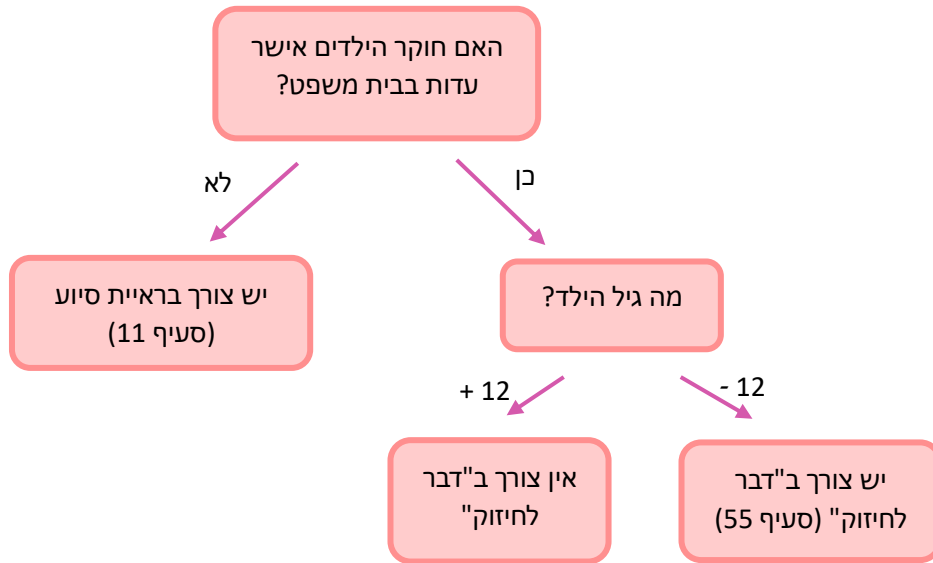 האם חוקר הילדים אישר
עדות בבית משפט?
כן
לא
מה גיל הילד?
יש צורך בראיית סיוע
(סעיף 11)
12 -
12 +
יש צורך ב"דבר
לחיזוק" (סעיף 55)
אין צורך ב"דבר
לחיזוק"